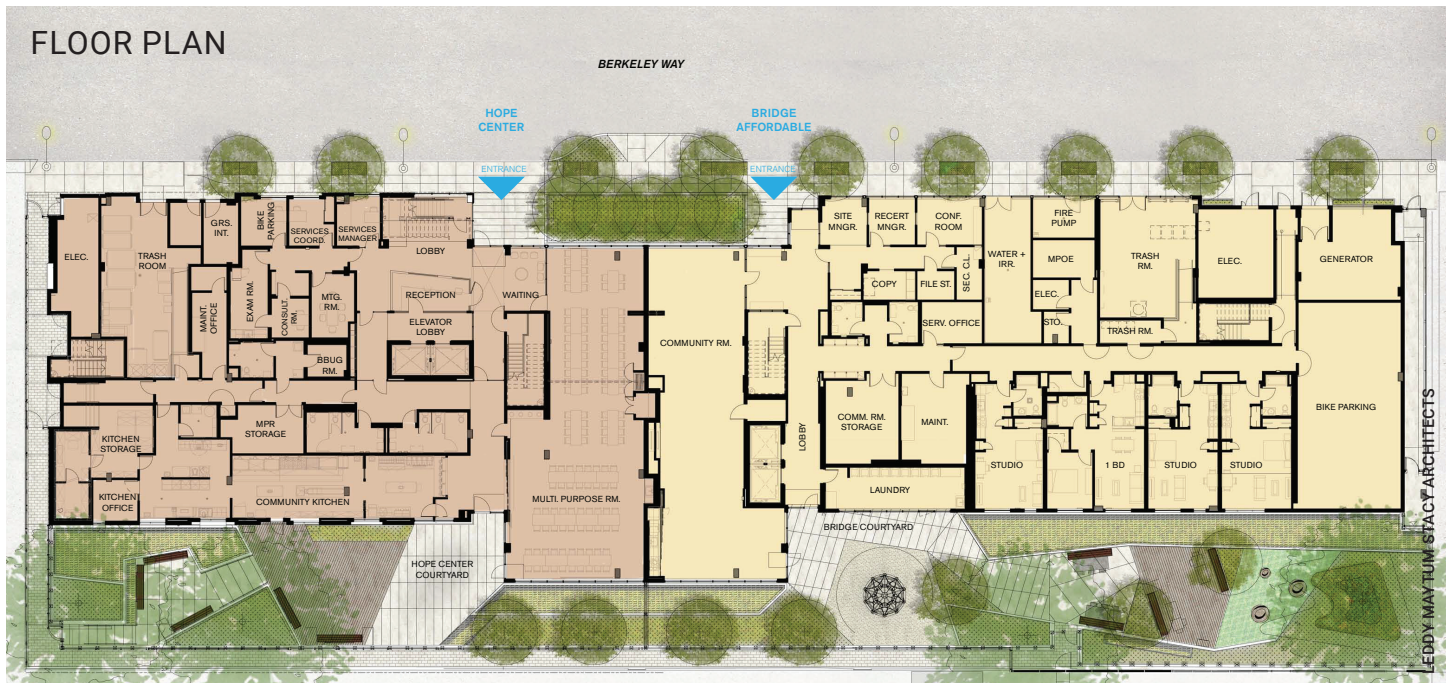 FLOOR PLAN
BERKELEY WAY
HOPE
CENTER
BRIDGE
AFFORDABLE
ENTRANCE
ENTRANCE
ELEC.
TRASH
ROOM
GRS.
INT.
BIKE
PARKING
SERVICES
COORD.
SERVICES
MANAGER
LOBBY
MAINT.
OFFICE
EXAM RM.
CONSULT.
RM.
MTG.
RM.
RECEPTION
WAITING
ELEVATOR
LOBBY
BBUG
RM.
KITCHEN
STORAGE
MPR
STORAGE
KITCHEN
OFFICE
COMMUNITY KITCHEN
MULTI. PURPOSE RM.
HOPE CENTER
COURTYARD
COMMUNITY RM.
SITE
MNGR.
RECERT
MNGR.
CONF.
ROOM
COPY
FILE ST.
SEC. C.L.
SERV. OFFICE
WATER +
IRR.
FIRE
PUMP
MPOE
ELEC.
STO.
TRASH
RM.
TRASH RM.
ELEC.
GENERATOR
LOBBY
COMM. RM.
STORAGE
MAINT.
LAUNDRY
STUDIO
1 BD
STUDIO
STUDIO
BIKE PARKING
BRIDGE COURTYARD
LEDDY MAYTUM STACY ARCHITECTS